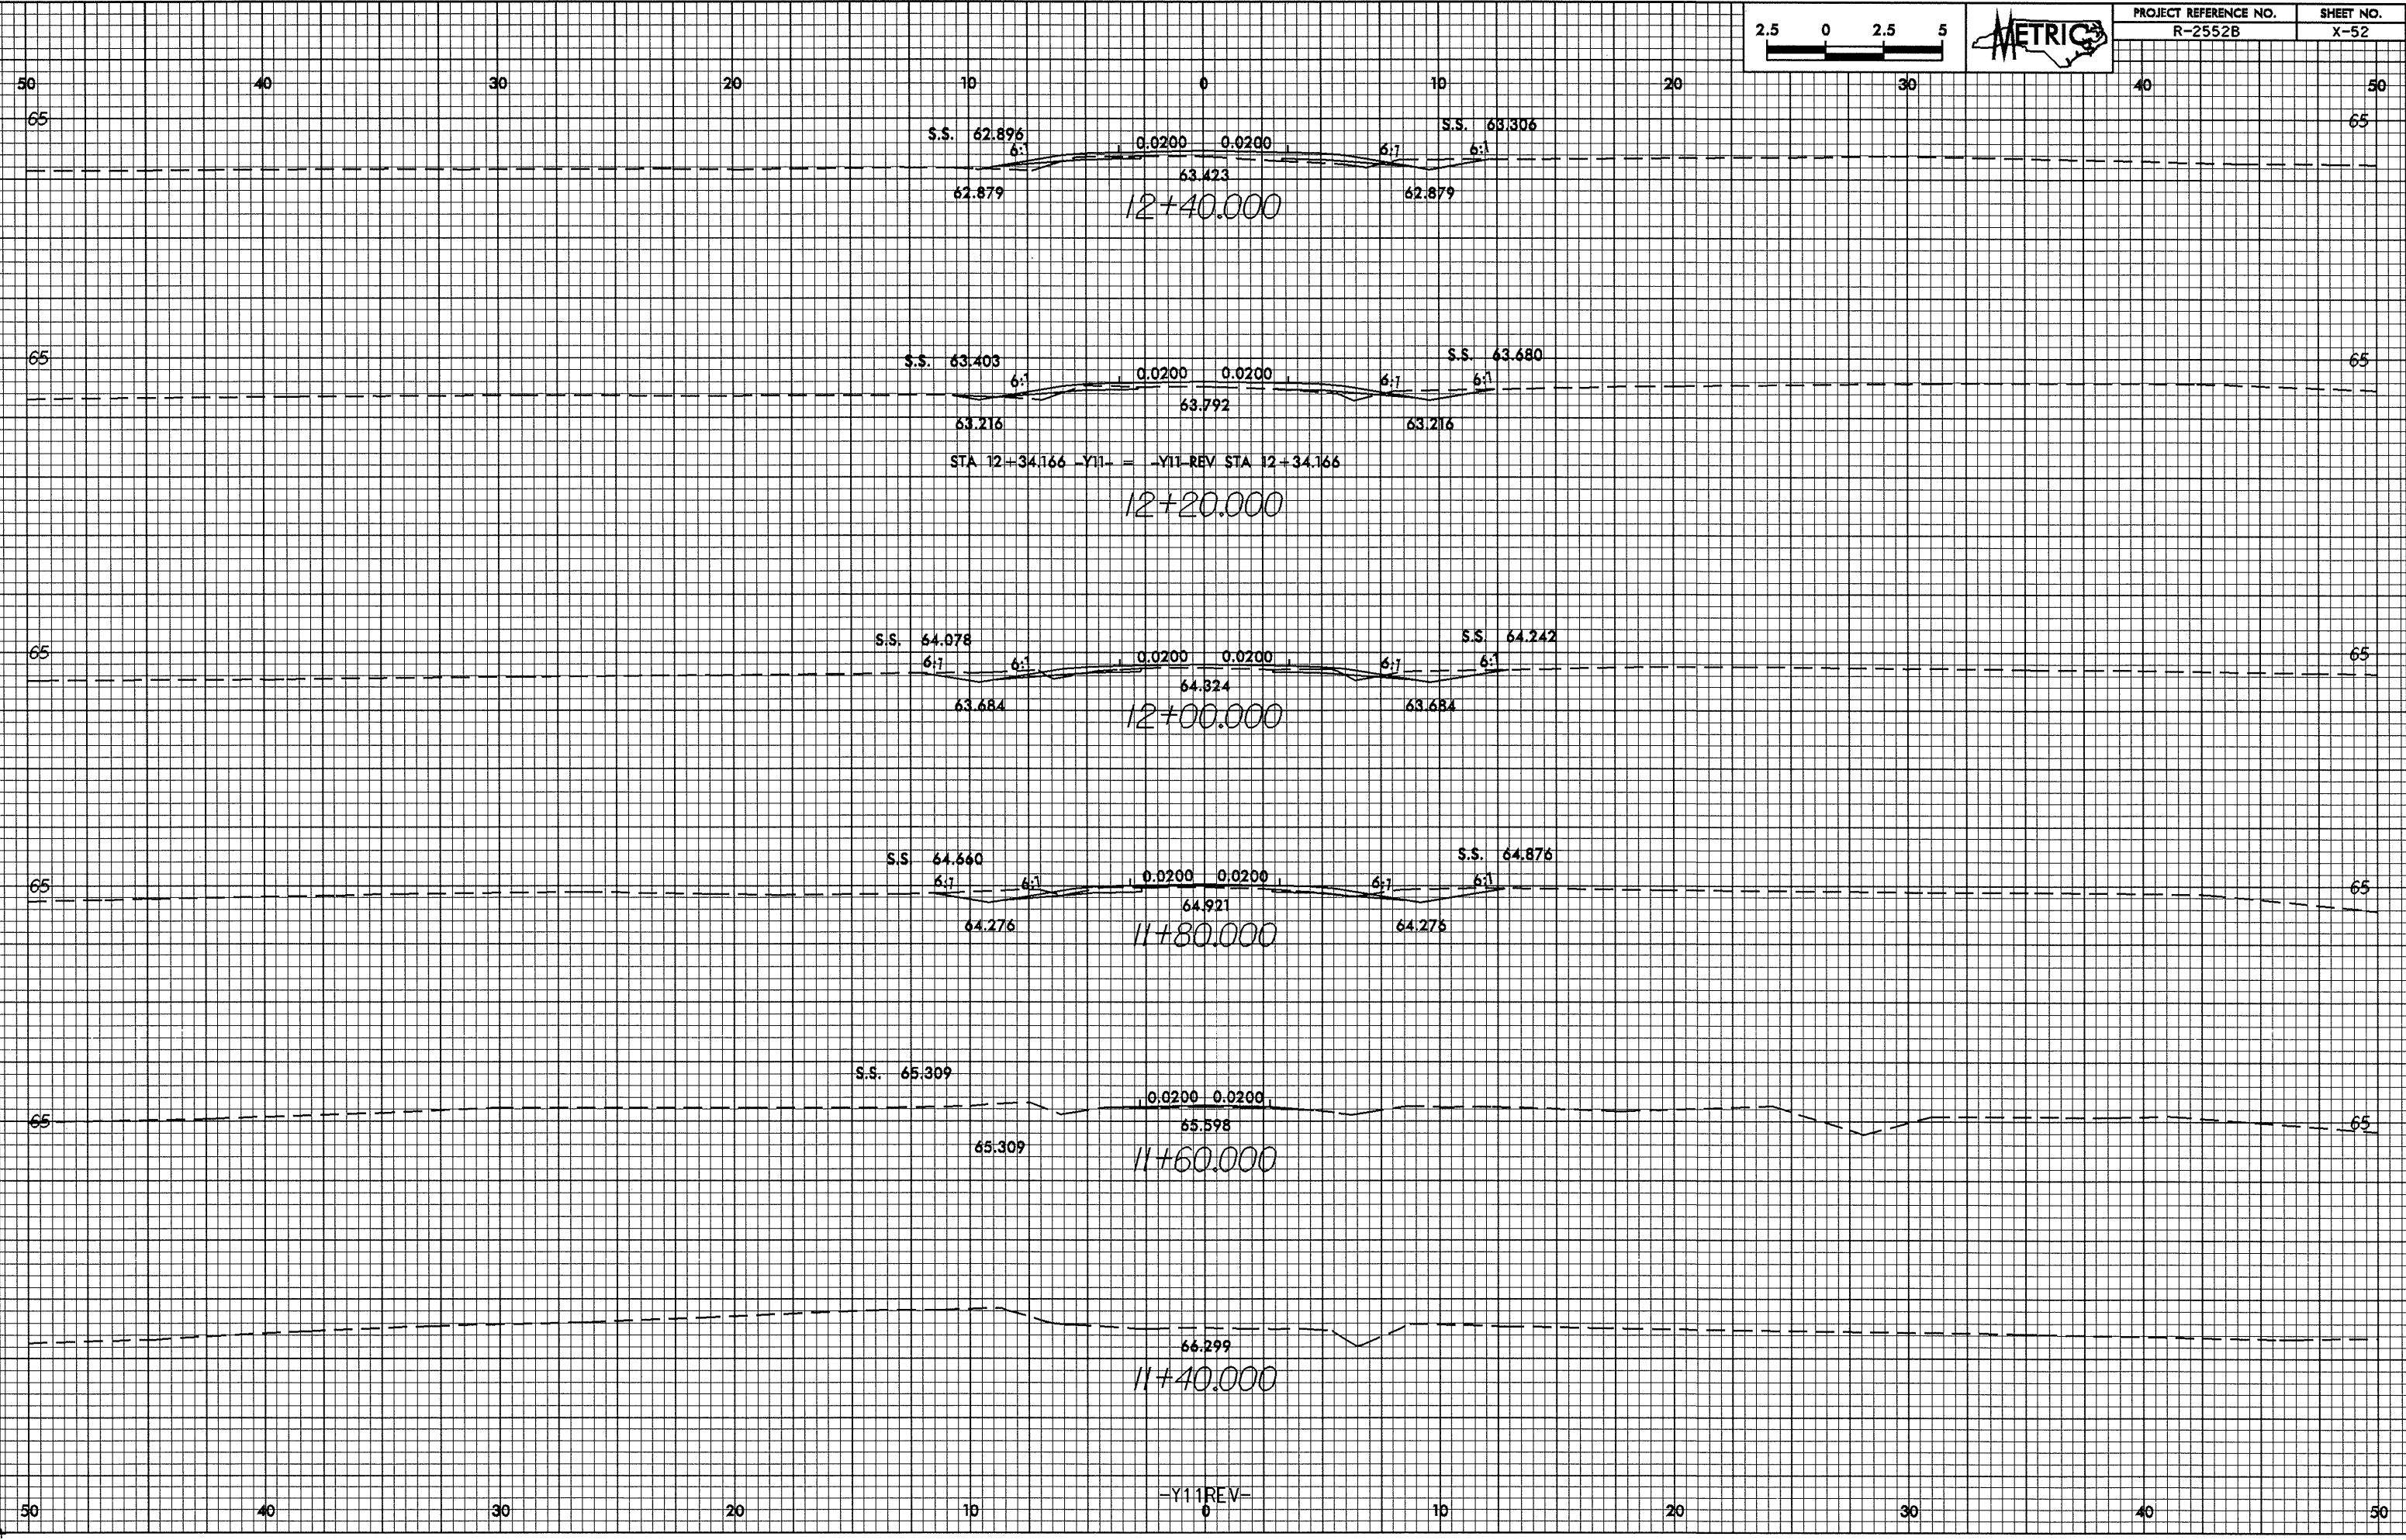 PROJECT REFERENCE NO. SHEET NO.
R-2552B X-52
2.5 0 2.5 5
METRIC
50 40 30 20 10 0 10 20 30 40 50
65 65
S.S. 62.896 S.S. 63.306
6:1 0.0200 0.0200 6:1 6:1
63.423
62.879 62.879
12+40.000
65 65
S.S. 63.403 S.S. 63.680
6:1 0.0200 0.0200 6:1 6:1
63.792
63.216 63.216
STA 12+34.166 -Y11- = -Y11-REV STA 12+34.166
12+20.000
65 65
S.S. 64.078 S.S. 64.242
6:1 6:1 0.0200 0.0200 6:1 6:1
64.324
63.684 63.684
12+00.000
65 65
S.S. 64.660 S.S. 64.876
6:1 6:1 0.0200 0.0200 6:1 6:1
64.921
64.276 64.276
11+80.000
S.S. 65.309
0.0200 0.0200
65 65.598 65
65.309
11+60.000
66.299
11+40.000
-Y11REV-
50 40 30 20 10 0 10 20 30 40 50